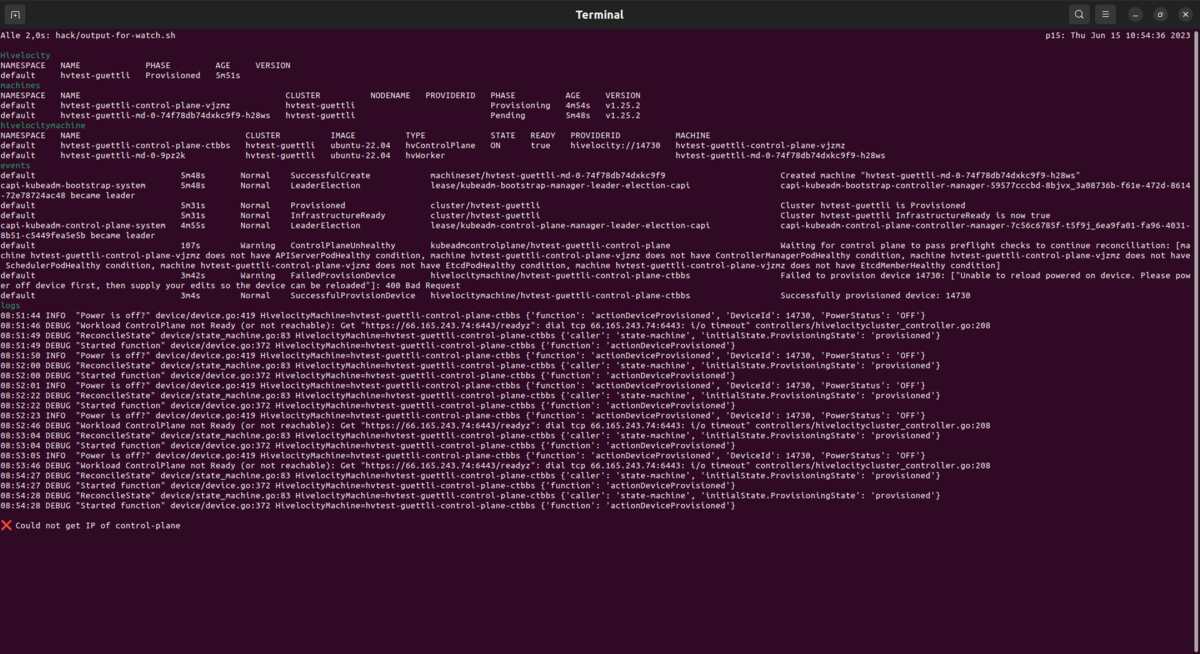 Terminal
Alle 2,0s: hack/output-for-watch.sh p15: Thu Jun 15 10:54:36 2023
Hivelocity
NAMESPACE NAME PHASE AGE VERSION
default hvtest-guettli Provisioned 5m51s
machines
NAMESPACE NAME CLUSTER NODENAME PROVIDERID PHASE AGE VERSION
default hvtest-guettli-control-plane-vjzmz hvtest-guettli Provisioning 4m54s v1.25.2
default hvtest-guettli-md-0-74f78db74dxkc9f9-h28ws hvtest-guettli Pending 5m48s v1.25.2
hivelocitymachine
NAMESPACE NAME CLUSTER IMAGE TYPE STATE READY PROVIDERID MACHINE
default hvtest-guettli-control-plane-ctbbs hvtest-guettli ubuntu-22.04 hvControlPlane ON true hivelocity://14730 hvtest-guettli-control-plane-vjzmz
default hvtest-guettli-md-0-9pz2k hvtest-guettli ubuntu-22.04 hvWorker hvtest-guettli-md-0-74f78db74dxkc9f9-h28ws
events
default 5m48s Normal SuccessfulCreate machineset/hvtest-guettli-md-0-74f78db74dxkc9f9 Created machine "hvtest-guettli-md-0-74f78db74dxkc9f9-h28ws"
capi-kubeadm-bootstrap-system 5m48s Normal LeaderElection lease/kubeadm-bootstrap-manager-leader-election-capi capi-kubeadm-bootstrap-controller-manager-59577cccbd-8bjvx_3a08736b-f61e-472d-8614
-72e78724ac48 became leader
default 5m31s Normal Provisioned cluster/hvtest-guettli Cluster hvtest-guettli is Provisioned
default 5m31s Normal InfrastructureReady cluster/hvtest-guettli Cluster hvtest-guettli InfrastructureReady is now true
capi-kubeadm-control-plane-system 4m55s Normal LeaderElection lease/kubeadm-control-plane-manager-leader-election-capi capi-kubeadm-control-plane-controller-manager-7c56c6785f-t5f9j_6ea9fa01-fa96-4031-
8b51-c5449fea5e5b became leader
default 107s Warning ControlPlaneUnhealthy kubeadmcontrolplane/hvtest-guettli-control-plane Waiting for control plane to pass preflight checks to continue reconciliation: [ma
chine hvtest-guettli-control-plane-vjzmz does not have APIServerPodHealthy condition, machine hvtest-guettli-control-plane-vjzmz does not have ControllerManagerPodHealthy condition, machine hvtest-guettli-control-plane-vjzmz does not have
SchedulerPodHealthy condition, machine hvtest-guettli-control-plane-vjzmz does not have EtcdPodHealthy condition, machine hvtest-guettli-control-plane-vjzmz does not have EtcdMemberHealthy condition]
default 3m42s Warning FailedProvisionDevice hivelocitymachine/hvtest-guettli-control-plane-ctbbs Failed to provision device 14730: ["Unable to reload powered on device. Please pow
er off device first, then supply your edits so the device can be reloaded"]: 400 Bad Request
default 3m4s Normal SuccessfulProvisionDevice hivelocitymachine/hvtest-guettli-control-plane-ctbbs Successfully provisioned device: 14730
logs
08:51:44 INFO "Power is off?" device/device.go:419 HivelocityMachine=hvtest-guettli-control-plane-ctbbs {'function': 'actionDeviceProvisioned', 'DeviceId': 14730, 'PowerStatus': 'OFF'}
08:51:46 DEBUG "Workload ControlPlane not Ready (or not reachable): Get "https://66.165.243.74:6443/readyz": dial tcp 66.165.243.74:6443: i/o timeout" controllers/hivelocitycluster_controller.go:208
08:51:49 DEBUG "ReconcileState" device/state_machine.go:83 HivelocityMachine=hvtest-guettli-control-plane-ctbbs {'caller': 'state-machine', 'initialState.ProvisioningState': 'provisioned'}
08:51:49 DEBUG "Started function" device/device.go:372 HivelocityMachine=hvtest-guettli-control-plane-ctbbs {'function': 'actionDeviceProvisioned'}
08:51:50 INFO "Power is off?" device/device.go:419 HivelocityMachine=hvtest-guettli-control-plane-ctbbs {'function': 'actionDeviceProvisioned', 'DeviceId': 14730, 'PowerStatus': 'OFF'}
08:52:00 DEBUG "ReconcileState" device/state_machine.go:83 HivelocityMachine=hvtest-guettli-control-plane-ctbbs {'caller': 'state-machine', 'initialState.ProvisioningState': 'provisioned'}
08:52:00 DEBUG "Started function" device/device.go:372 HivelocityMachine=hvtest-guettli-control-plane-ctbbs {'function': 'actionDeviceProvisioned'}
08:52:01 INFO "Power is off?" device/device.go:419 HivelocityMachine=hvtest-guettli-control-plane-ctbbs {'function': 'actionDeviceProvisioned', 'DeviceId': 14730, 'PowerStatus': 'OFF'}
08:52:22 DEBUG "ReconcileState" device/state_machine.go:83 HivelocityMachine=hvtest-guettli-control-plane-ctbbs {'caller': 'state-machine', 'initialState.ProvisioningState': 'provisioned'}
08:52:22 DEBUG "Started function" device/device.go:372 HivelocityMachine=hvtest-guettli-control-plane-ctbbs {'function': 'actionDeviceProvisioned'}
08:52:23 INFO "Power is off?" device/device.go:419 HivelocityMachine=hvtest-guettli-control-plane-ctbbs {'function': 'actionDeviceProvisioned', 'DeviceId': 14730, 'PowerStatus': 'OFF'}
08:52:46 DEBUG "Workload ControlPlane not Ready (or not reachable): Get "https://66.165.243.74:6443/readyz": dial tcp 66.165.243.74:6443: i/o timeout" controllers/hivelocitycluster_controller.go:208
08:53:04 DEBUG "ReconcileState" device/state_machine.go:83 HivelocityMachine=hvtest-guettli-control-plane-ctbbs {'caller': 'state-machine', 'initialState.ProvisioningState': 'provisioned'}
08:53:04 DEBUG "Started function" device/device.go:372 HivelocityMachine=hvtest-guettli-control-plane-ctbbs {'function': 'actionDeviceProvisioned'}
08:53:05 INFO "Power is off?" device/device.go:419 HivelocityMachine=hvtest-guettli-control-plane-ctbbs {'function': 'actionDeviceProvisioned', 'DeviceId': 14730, 'PowerStatus': 'OFF'}
08:53:46 DEBUG "Workload ControlPlane not Ready (or not reachable): Get "https://66.165.243.74:6443/readyz": dial tcp 66.165.243.74:6443: i/o timeout" controllers/hivelocitycluster_controller.go:208
08:54:27 DEBUG "ReconcileState" device/state_machine.go:83 HivelocityMachine=hvtest-guettli-control-plane-ctbbs {'caller': 'state-machine', 'initialState.ProvisioningState': 'provisioned'}
08:54:27 DEBUG "Started function" device/device.go:372 HivelocityMachine=hvtest-guettli-control-plane-ctbbs {'function': 'actionDeviceProvisioned'}
08:54:28 DEBUG "ReconcileState" device/state_machine.go:83 HivelocityMachine=hvtest-guettli-control-plane-ctbbs {'caller': 'state-machine', 'initialState.ProvisioningState': 'provisioned'}
08:54:28 DEBUG "Started function" device/device.go:372 HivelocityMachine=hvtest-guettli-control-plane-ctbbs {'function': 'actionDeviceProvisioned'}
❌ Could not get IP of control-plane